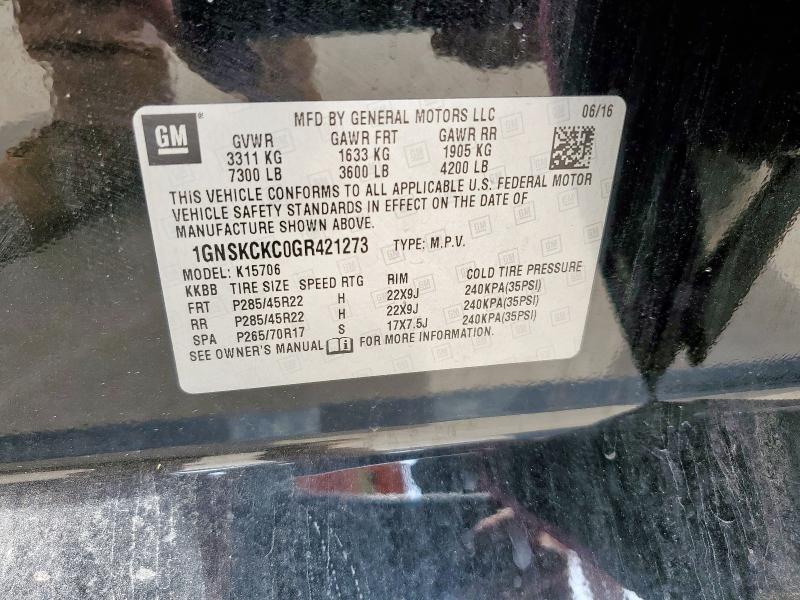 MFD BY GENERAL MOTORS LLC 06/16
GM®
GVWR GAWR FRT GAWR RR
3311 KG 1633 KG 1905 KG
7300 LB 3600 LB 4200 LB
THIS VEHICLE CONFORMS TO ALL APPLICABLE U.S. FEDERAL MOTOR
VEHICLE SAFETY STANDARDS IN EFFECT ON THE DATE OF
MANUFACTURE SHOWN ABOVE.
1GNSKCKC0GR421273 TYPE: M.P.V.
MODEL: K15706
KKBB TIRE SIZE SPEED RTG RIM COLD TIRE PRESSURE
FRT P285/45R22 H 22X9J 240KPA(35PSI)
RR P285/45R22 H 22X9J 240KPA(35PSI)
SPA P265/70R17 S 17X7.5J 240KPA(35PSI)
SEE OWNER'S MANUAL FOR MORE INFORMATION.